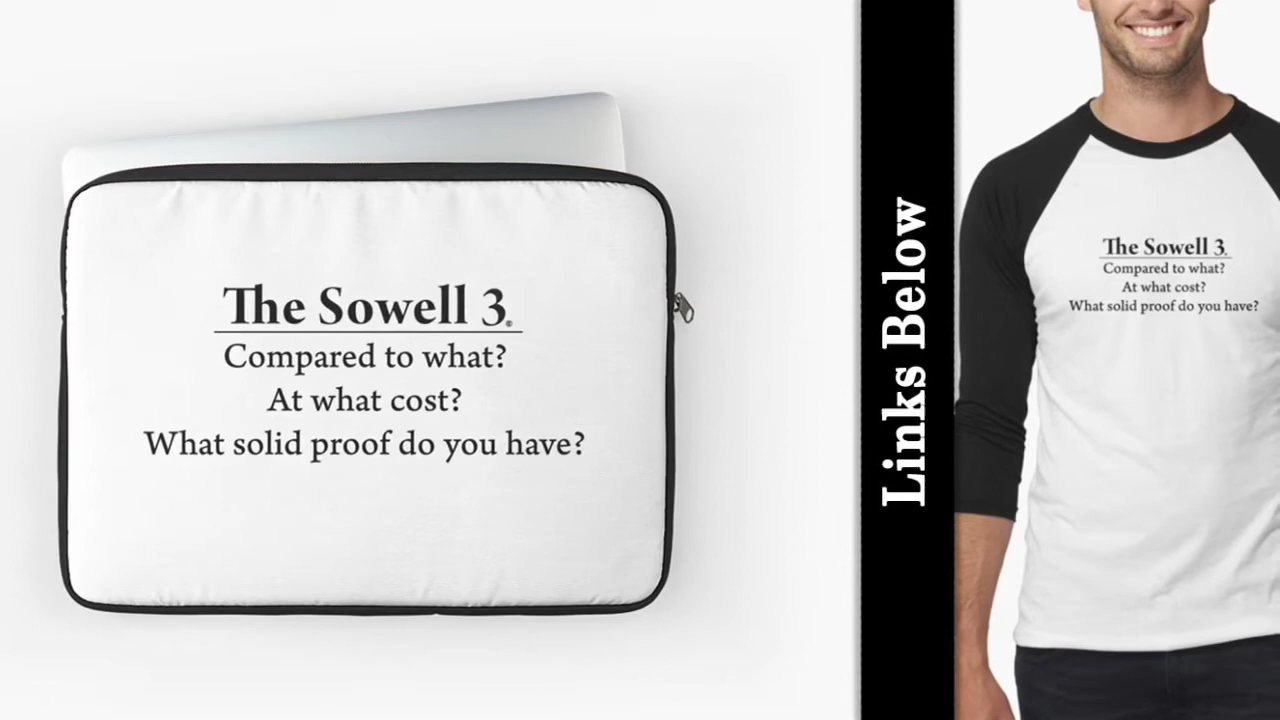 The Sowell 3
Compared to what?
At what cost?
What solid proof do you have?
Links Below
The Sowell 3
Compared to what?
At what cost?
What solid proof do you have?